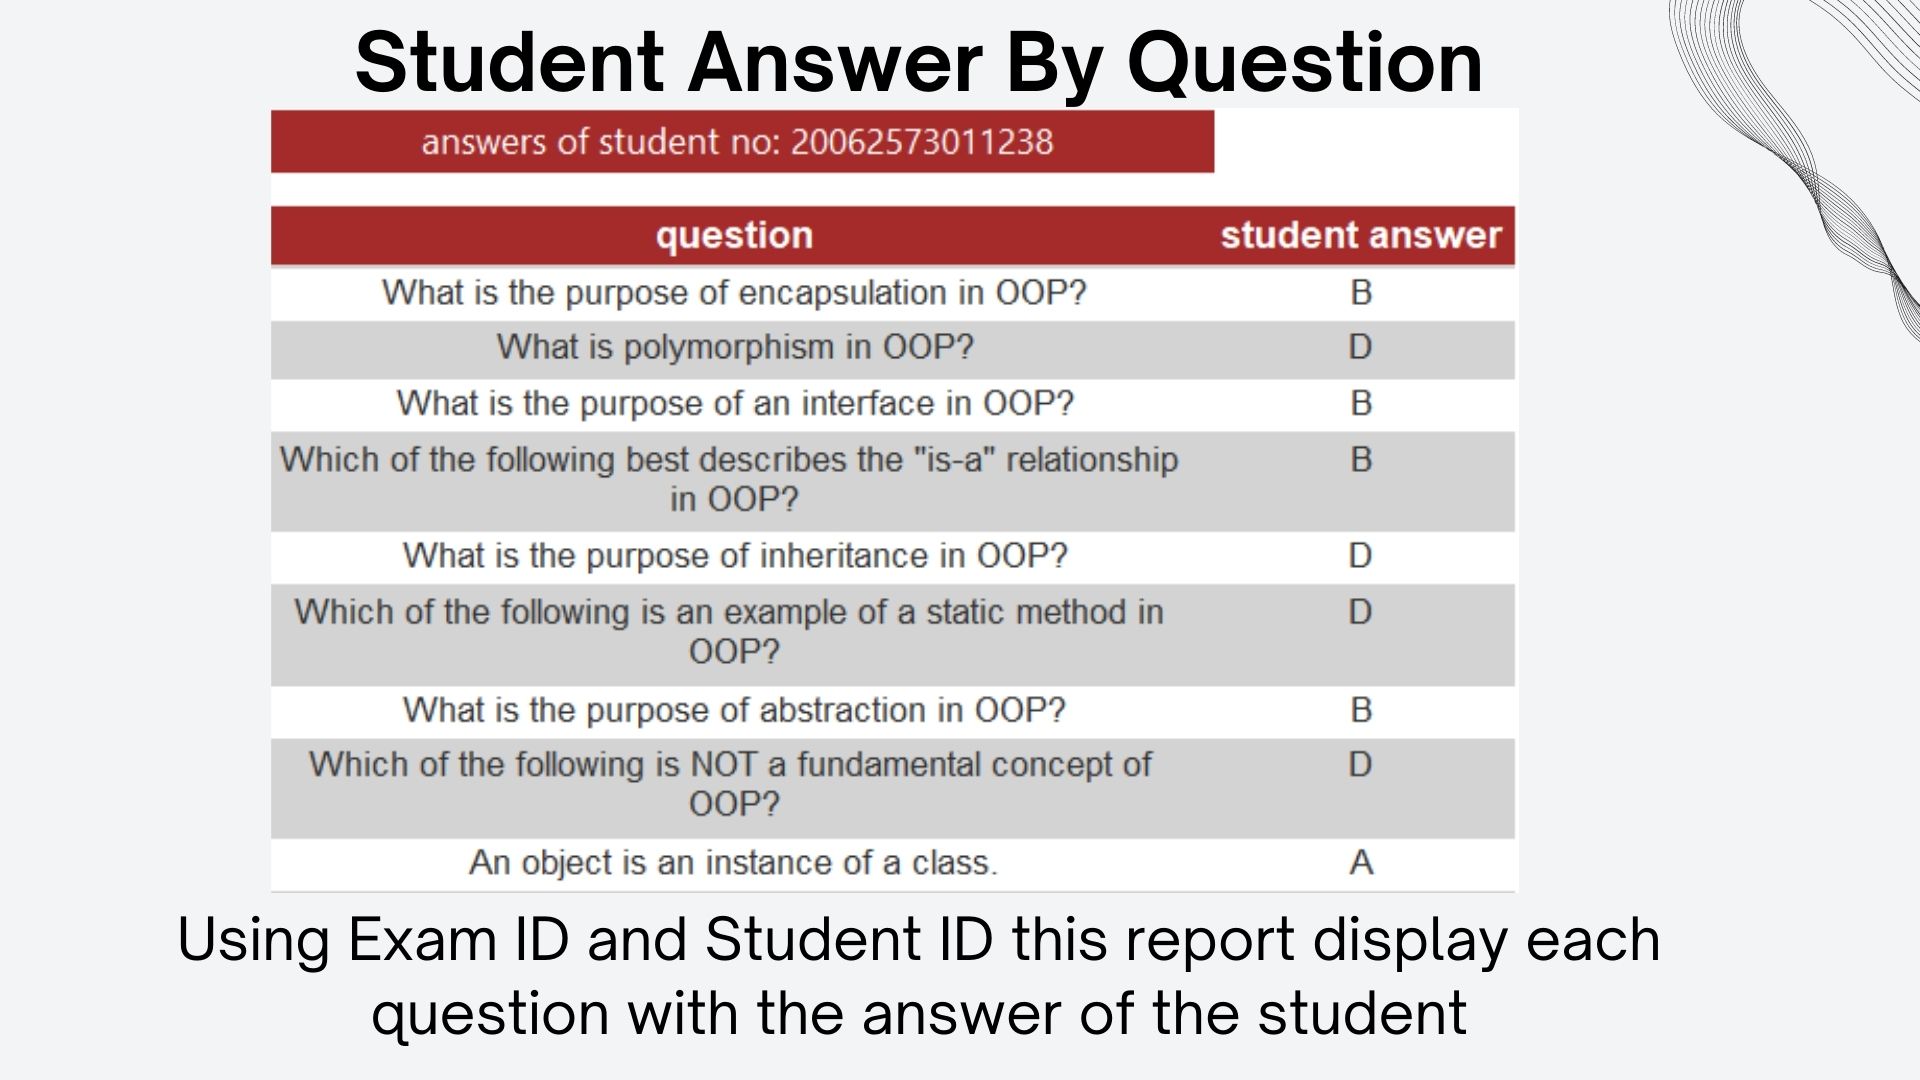 Student Answer By Question
answers of student no: 20062573011238
question student answer
What is the purpose of encapsulation in OOP? B
What is polymorphism in OOP? D
What is the purpose of an interface in OOP? B
Which of the following best describes the "is-a" relationship B
in OOP?
What is the purpose of inheritance in OOP? D
Which of the following is an example of a static method in D
OOP?
What is the purpose of abstraction in OOP? B
Which of the following is NOT a fundamental concept of D
OOP?
An object is an instance of a class. A
Using Exam ID and Student ID this report display each
question with the answer of the student